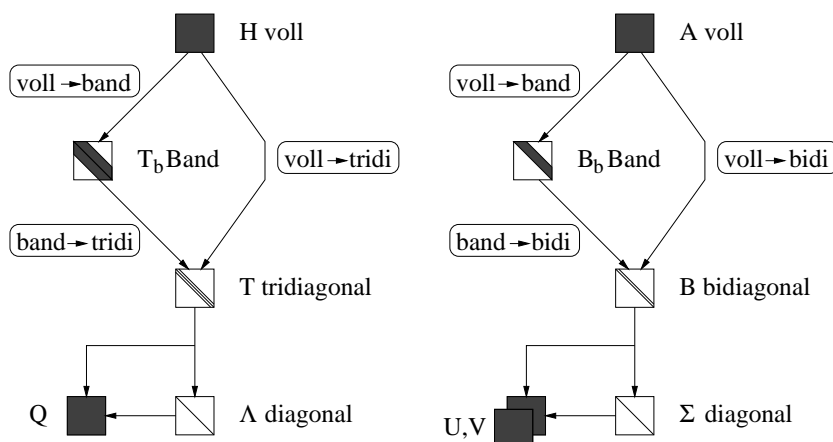 H voll
A voll
voll→band
voll→band
T_b Band
voll→tridi
B_b Band
voll→bidi
band→tridi
band→bidi
T tridiagonal
B bidiagonal
Q
Λ diagonal
U,V
Σ diagonal